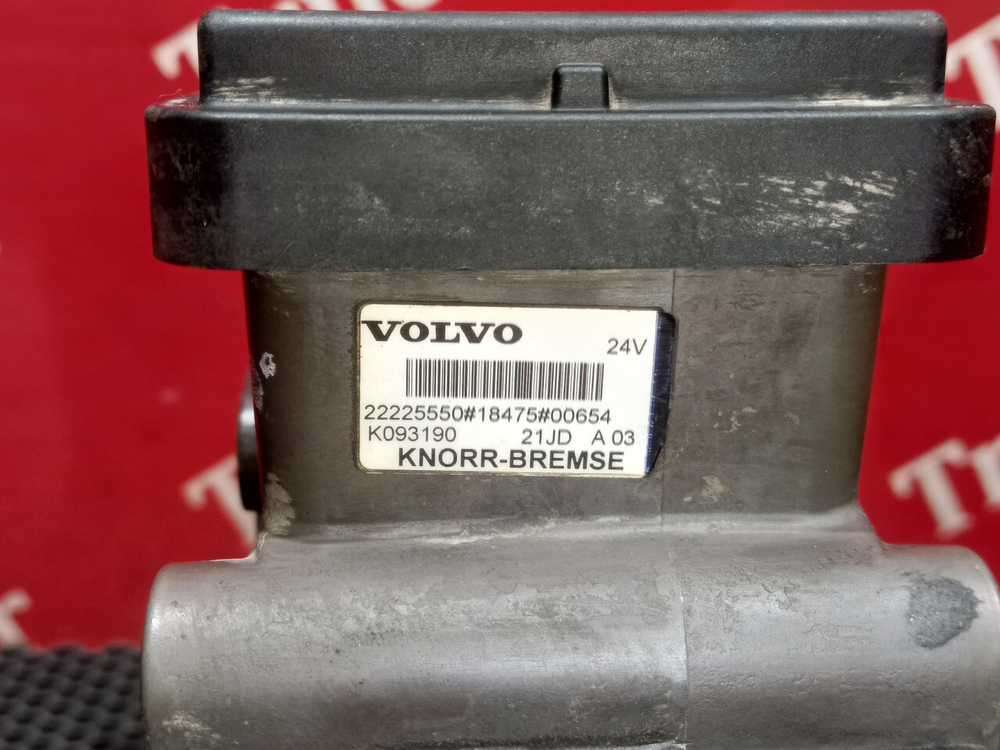 VOLVO
24V
22225550#18475#00654
K093190 21JD A 03
KNORR-BREMSE